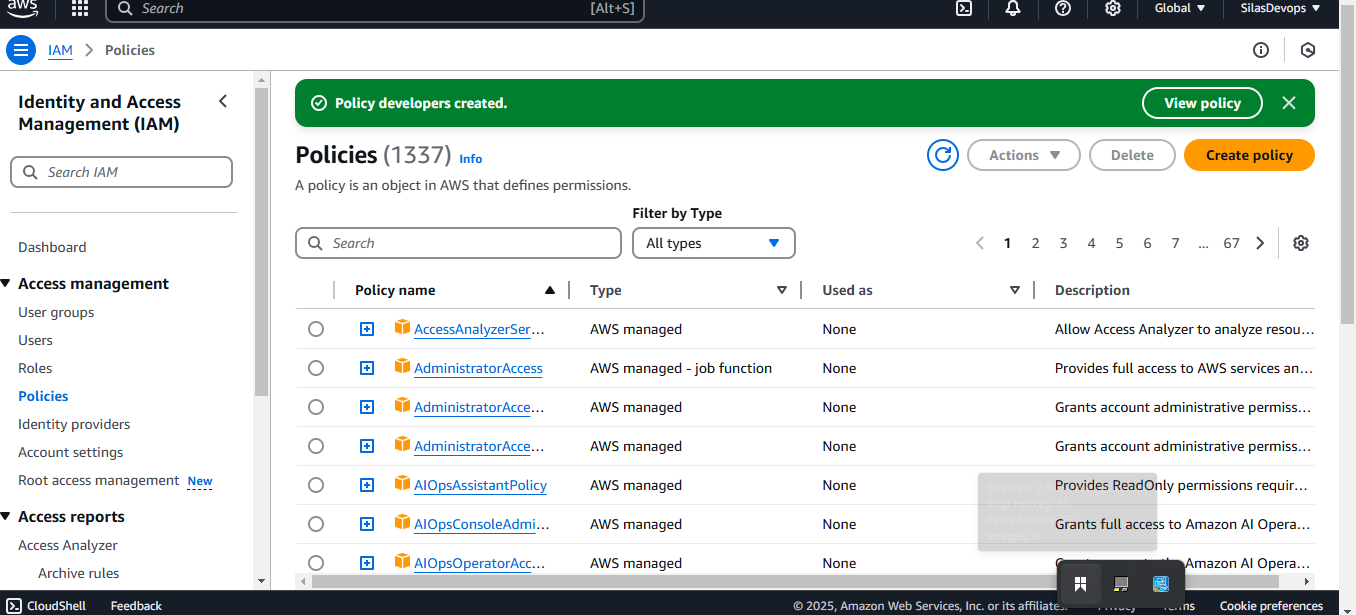 aws
Search [Alt+S] Global SilasDevops
IAM Policies
Identity and Access
Management (IAM)
Search IAM
Dashboard
Access management
User groups
Users
Roles
Policies
Identity providers
Account settings
Root access management New
Access reports
Access Analyzer
Archive rules
Policy developers created. View policy
Policies (1337) Info
Actions Delete Create policy
A policy is an object in AWS that defines permissions.
Filter by Type
Search All types 1 2 3 4 5 6 7 ... 67
Policy name Type Used as Description
AccessAnalyzerSer... AWS managed None Allow Access Analyzer to analyze resou...
AdministratorAccess AWS managed - job function None Provides full access to AWS services an...
AdministratorAcce... AWS managed None Grants account administrative permiss...
AdministratorAcce... AWS managed None Grants account administrative permiss...
AIOpsAssistantPolicy AWS managed None Provides ReadOnly permissions requir...
AIOpsConsoleAdmi... AWS managed None Grants full access to Amazon AI Opera...
AIOpsOperatorAcc... AWS managed None
CloudShell Feedback © 2025, Amazon Web Services, Inc. or its affiliates. Privacy Terms Cookie preferences